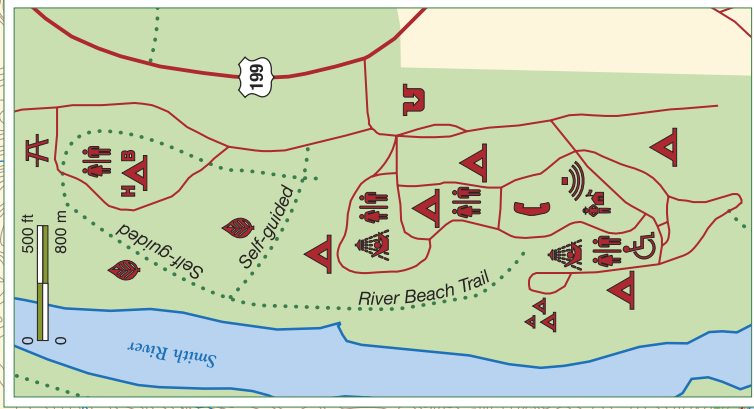 199
H B
500 ft
800 m
0
0
Self-guided
Self-guided
River Beach Trail
Smith River